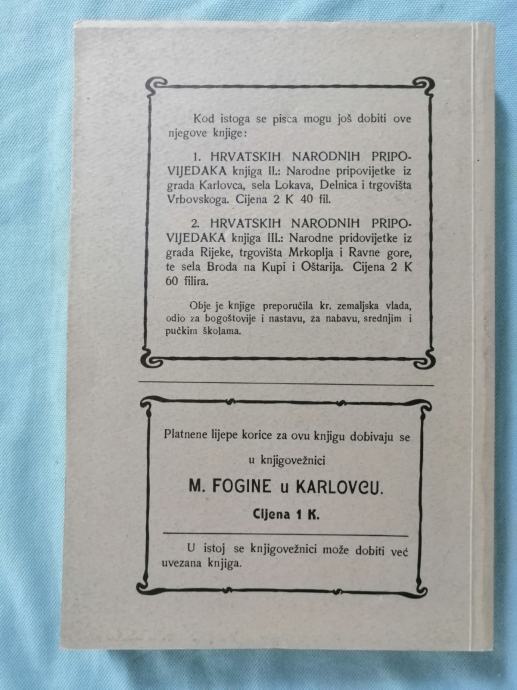 Kod istoga se pisca mogu još dobiti ove
njegove knjige:
1. HRVATSKIH NARODNIH PRIPO-
VIJEDAKA knjiga II.: Narodne pripovijetke iz
grada Karlovca, sela Lokava, Delnica i trgovišta
Vrbovskoga. Cijena 2 K 40 fil.
2. HRVATSKIH NARODNIH PRIPO-
VIJEDAKA knjiga III.: Narodne pridovijetke iz
grada Rijeke, trgovišta Mrkoplja i Ravne gore,
te sela Broda na Kupi i Oštarija. Cijena 2 K
60 filira.
Obje je knjige preporučila kr. zemaljska vlada,
odio za bogoštovije i nastavu, za nabavu, srednjim i
pučkim školama.
Platnene lijepe korice za ovu knjigu dobivaju se
u knjigovežnici
M. FOGINE u KARLOVCU.
Cijena 1 K.
U istoj se knjigovežnici može dobiti već
uvezana knjiga.